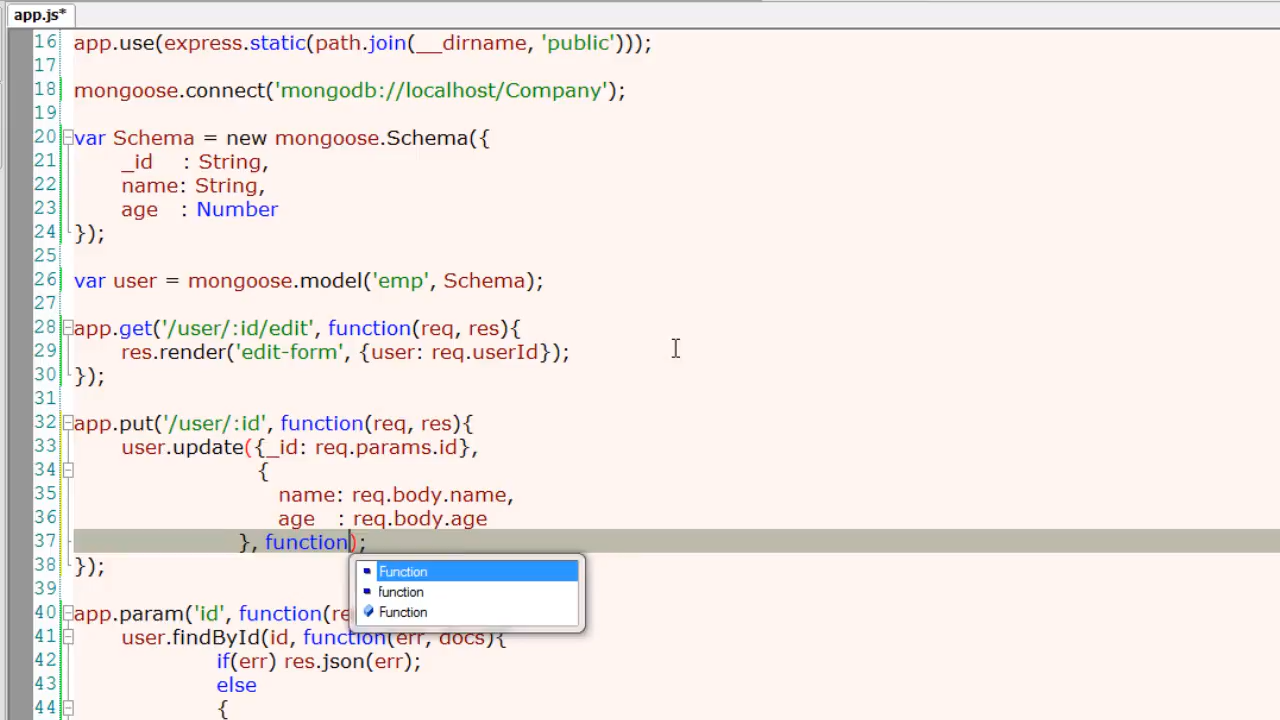 app.js*
16 app.use(express.static(path.join(__dirname, 'public')));
17
18 mongoose.connect('mongodb://localhost/Company');
19
20 var Schema = new mongoose.Schema({
21 _id : String,
22 name: String,
23 age : Number
24 });
25
26 var user = mongoose.model('emp', Schema);
27
28 app.get('/user/:id/edit', function(req, res){
29 res.render('edit-form', {user: req.userId});
30 });
31
32 app.put('/user/:id', function(req, res){
33 user.update({_id: req.params.id},
34 {
35 name: req.body.name,
36 age : req.body.age
37 }, function);
38 });
Function
function
Function
39
40 app.param('id', function(re
41 user.findById(id, function(err, docs){
42 if(err) res.json(err);
43 else
44 {